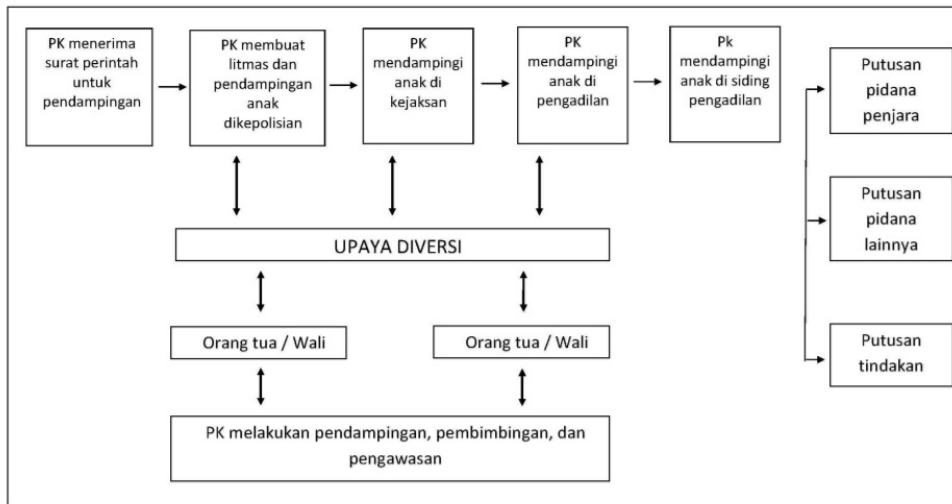 PK menerima
surat perintah
untuk
pendampingan
PK membuat
litmas dan
pendampingan
anak
dikepolisian
PK
mendampingi
anak di
kejaksan
PK
mendampingi
anak di
pengadilan
Pk
mendampingi
anak di siding
pengadilan
Putusan
pidana
penjara
Putusan
pidana
lainnya
Putusan
tindakan
UPAYA DIVERSI
Orang tua / Wali
Orang tua / Wali
PK melakukan pendampingan, pembimbingan, dan
pengawasan